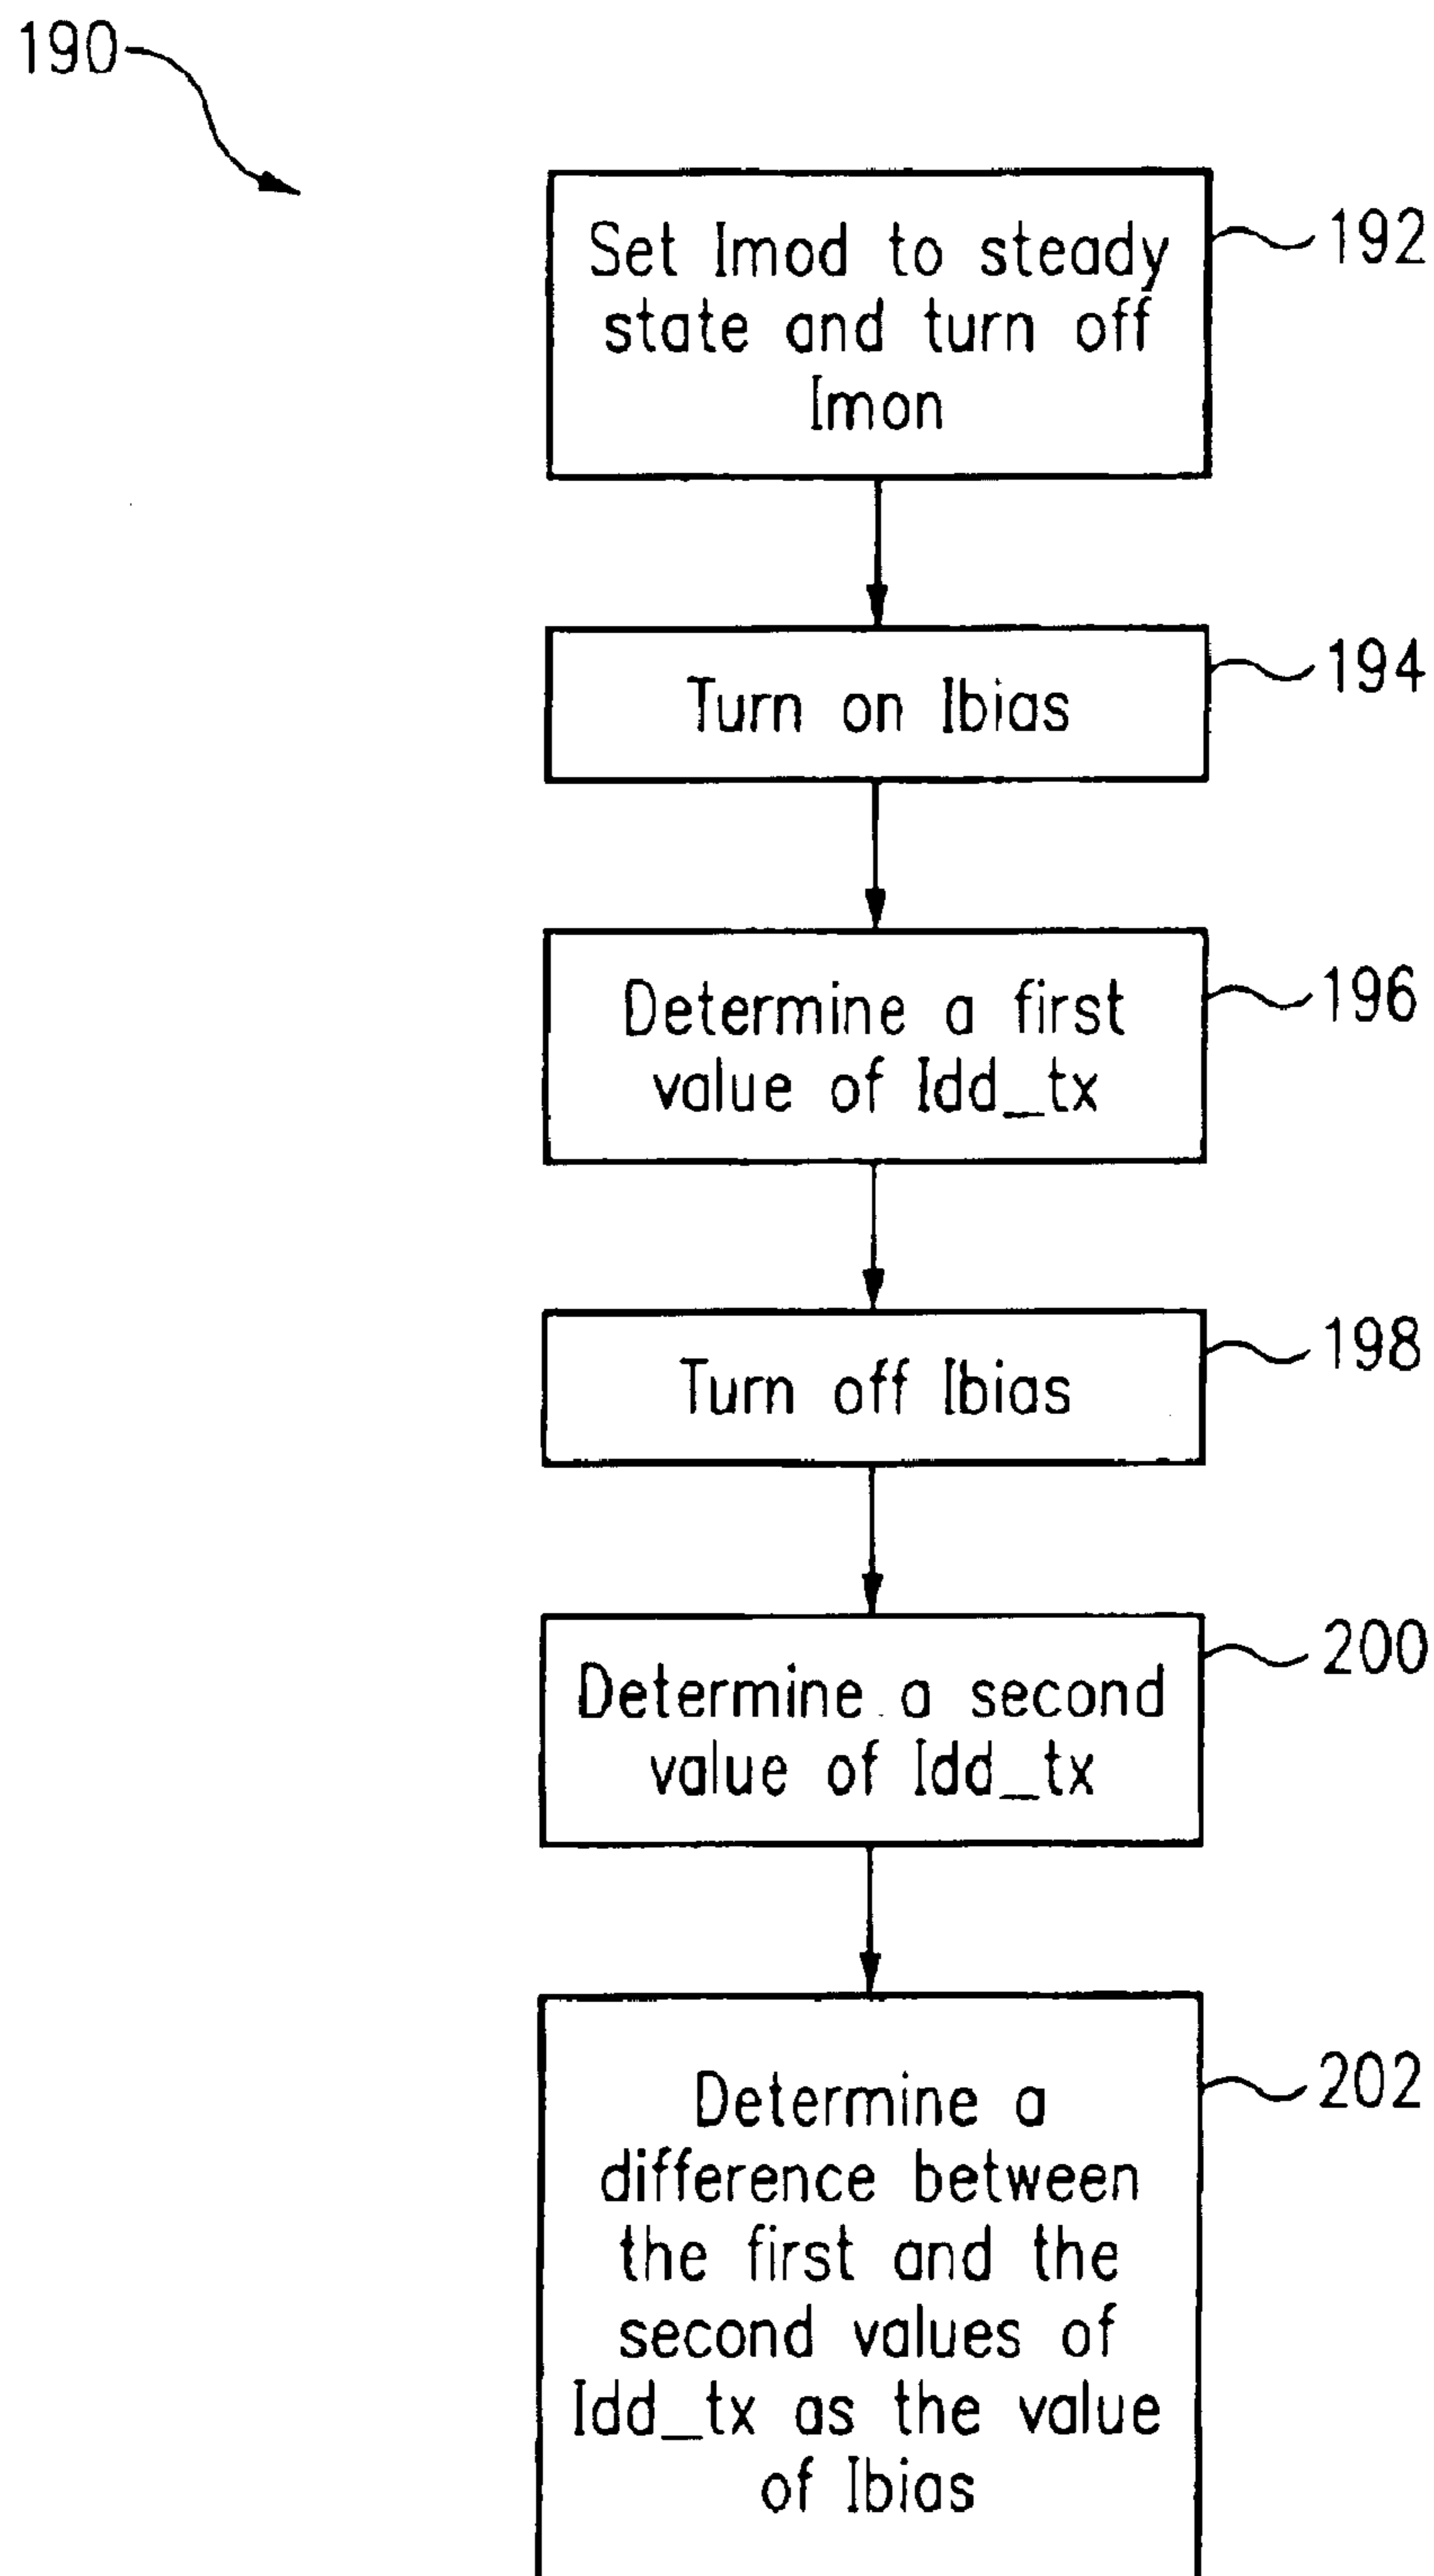 190
Set Imod to steady
state and turn off
Imon
192
Turn on Ibias
194
Determine a first
value of Idd_tx
196
Turn off Ibias
198
Determine a second
value of Idd_tx
200
Determine a
difference between
the first and the
second values of
Idd_tx as the value
of Ibias
202